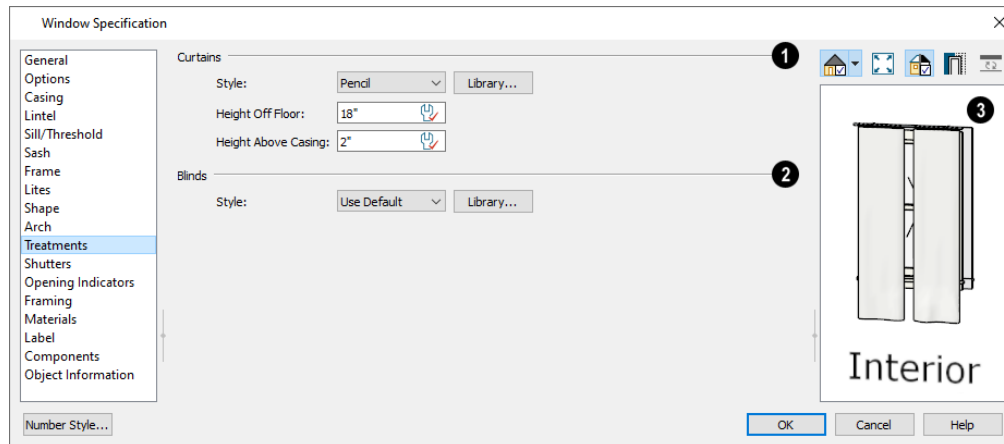 Window Specification
General
Options
Casing
Lintel
Sill/Threshold
Sash
Frame
Lites
Shape
Arch
Treatments
Shutters
Opening Indicators
Framing
Materials
Label
Components
Object Information
Curtains 1
Style: Pencil Library...
Height Off Floor: 18"
Height Above Casing: 2"
Blinds 2
Style: Use Default Library...
3
Interior
Number Style... OK Cancel Help